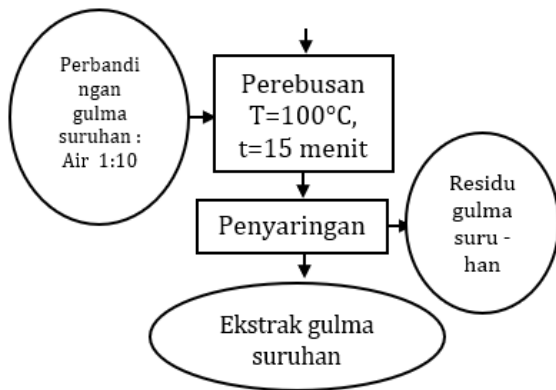 Perbandi
ngan
gulma
suruhan :
Air 1:10
Perebusan
T=100°C,
t=15 menit
Penyaringan
Residu
gulma
suru -
han
Ekstrak gulma
suruhan